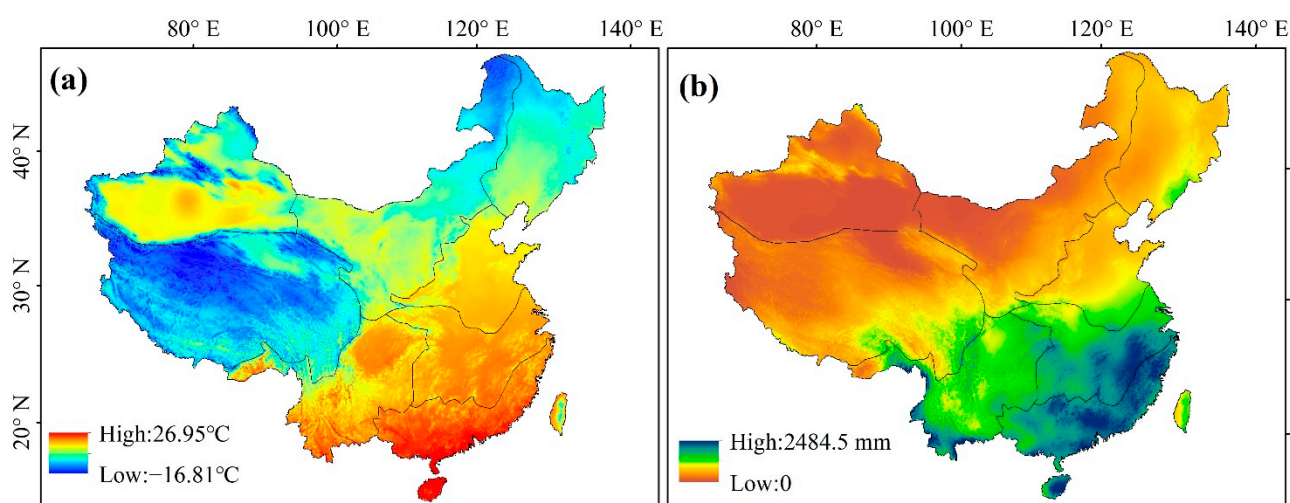 80° E 100° E 120° E 140° E 80° E 100° E 120° E 140° E
(a) (b)
40° N
30° N
20° N
High:26.95℃ High:2484.5 mm
Low:−16.81℃ Low:0